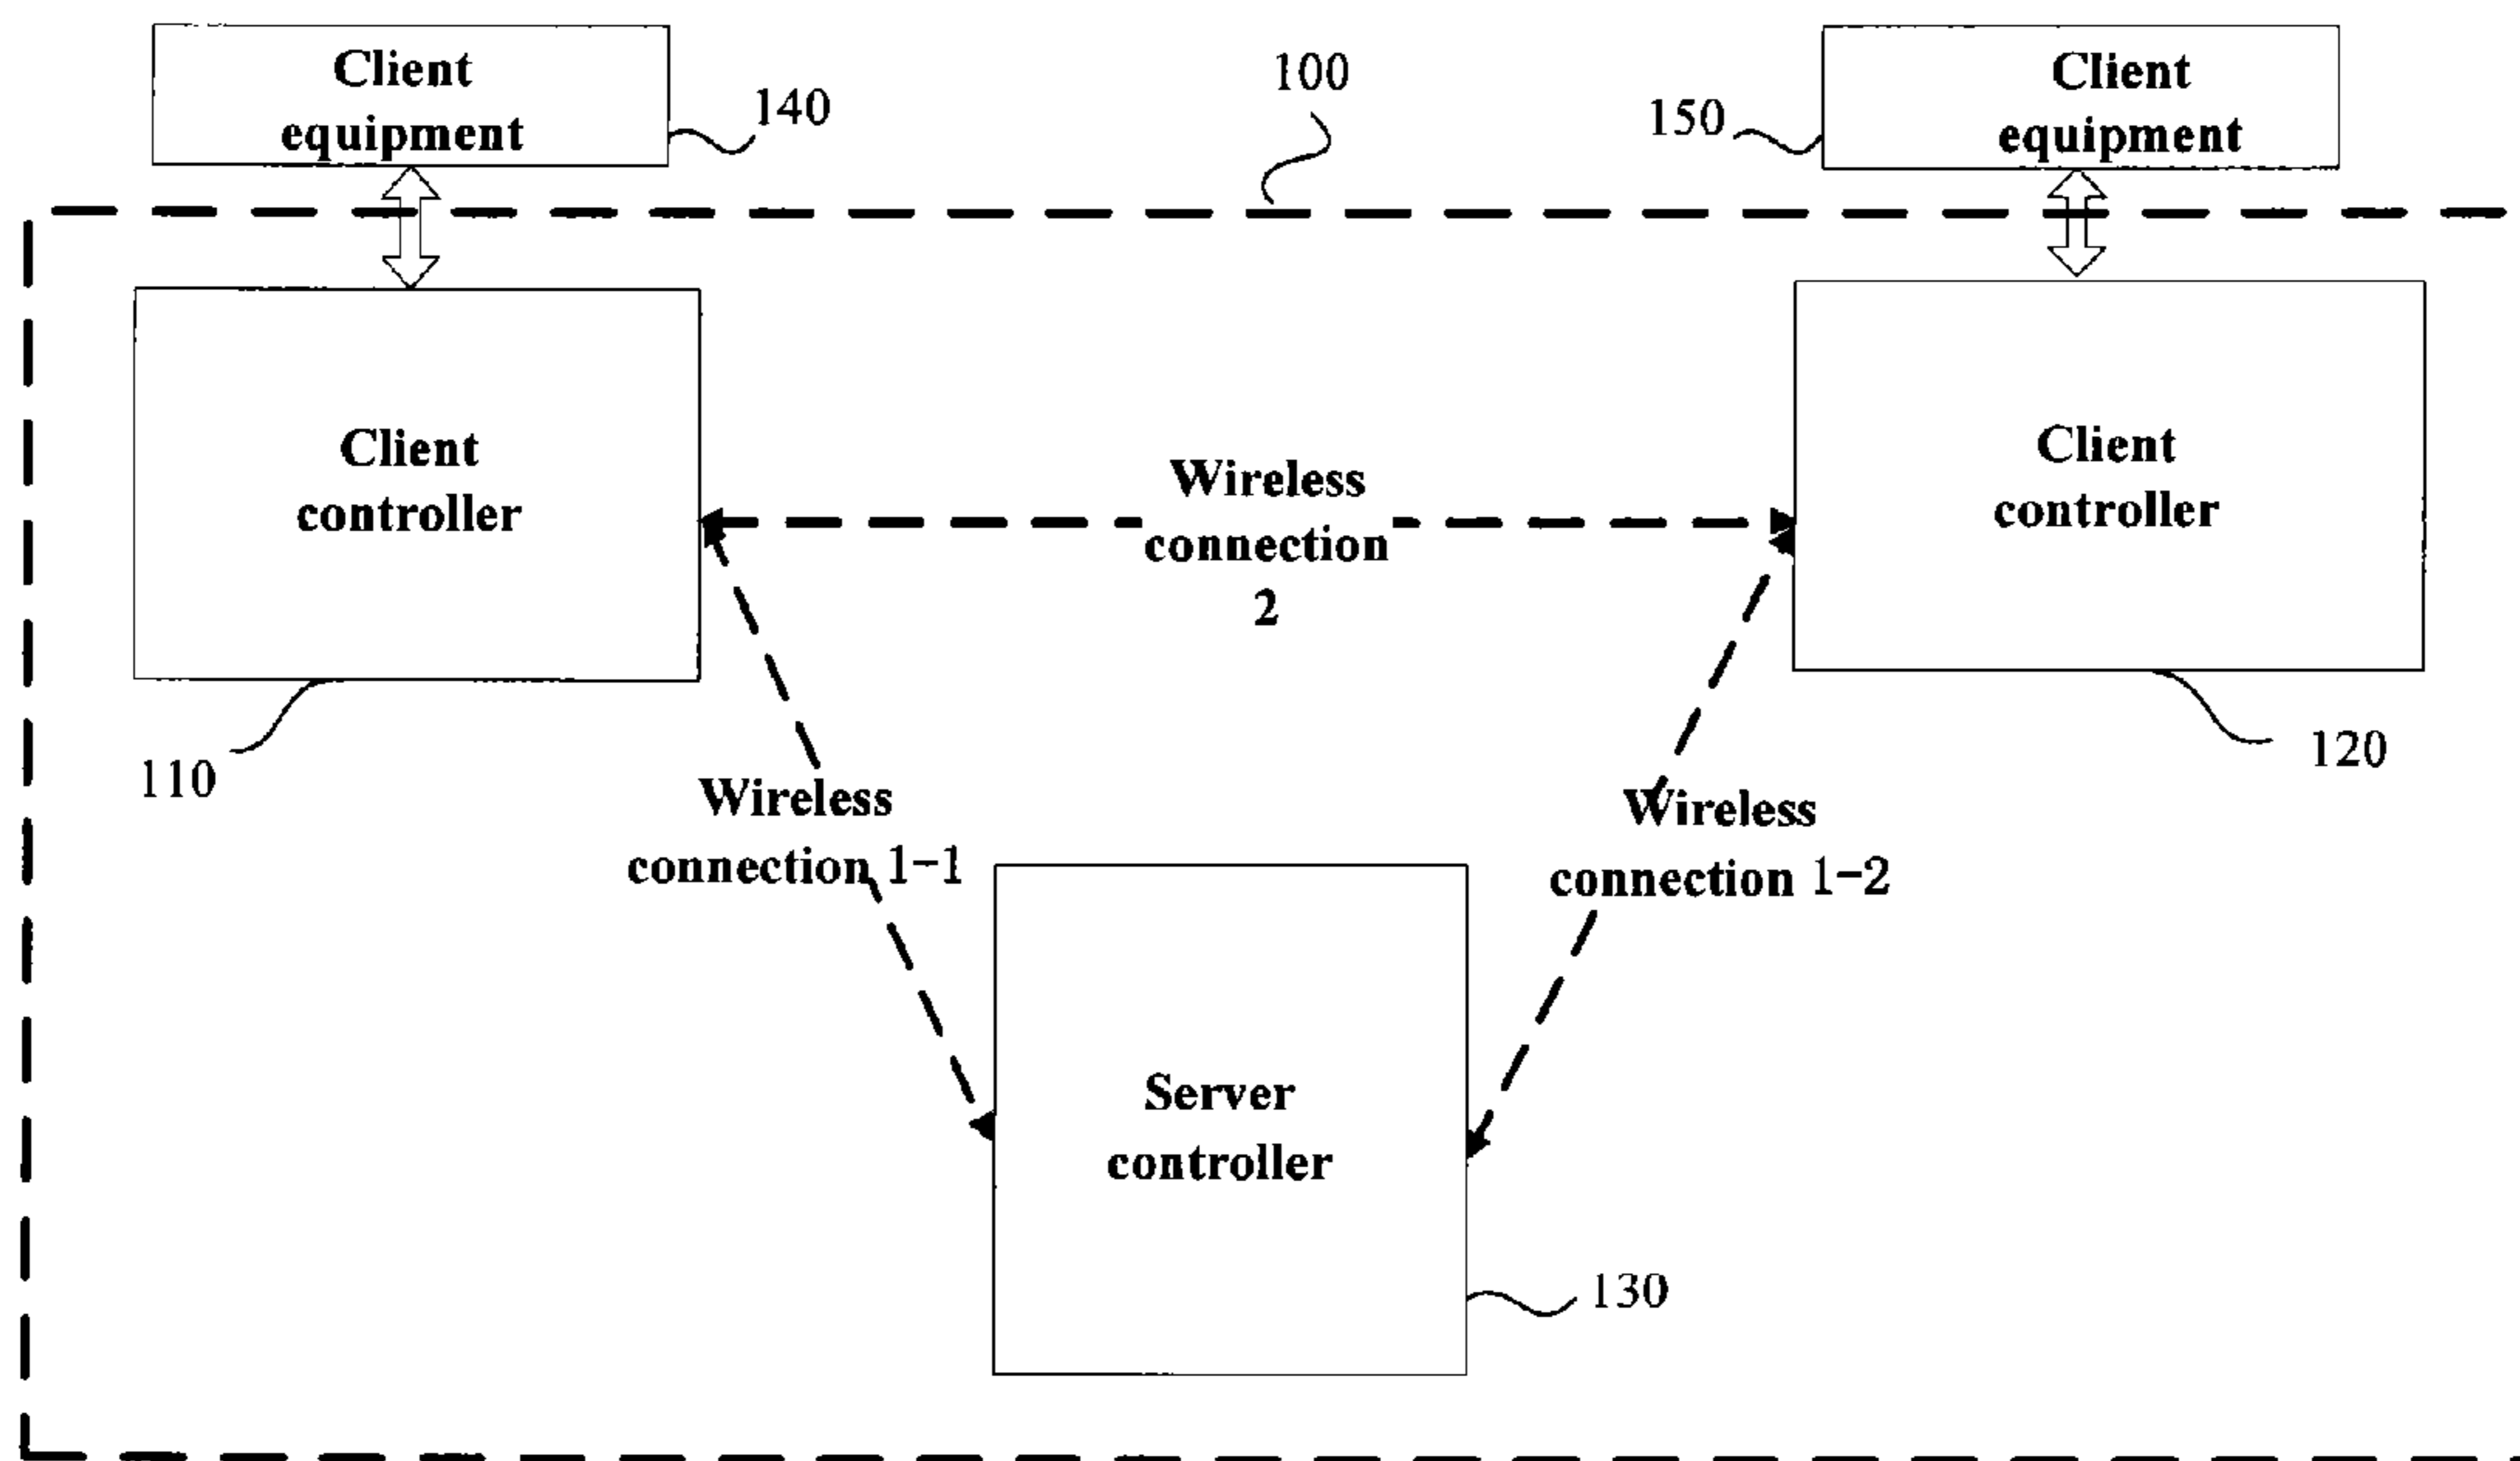 Client
equipment
140
100
150
Client
equipment
Client
controller
110
Wireless
connection
2
Client
controller
120
Wireless
connection 1-1
Wireless
connection 1-2
Server
controller
130